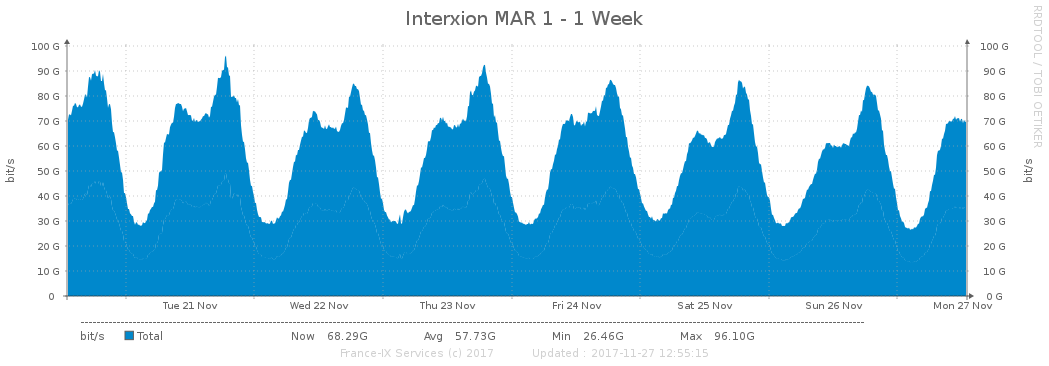 Interxion MAR 1 - 1 Week
RRDTOOL / TOBI OETIKER
bit/s
100 G 100 G
90 G 90 G
80 G 80 G
70 G 70 G
60 G 60 G
50 G 50 G
40 G 40 G
30 G 30 G
20 G 20 G
10 G 10 G
0 0 G
bit/s
Tue 21 Nov Wed 22 Nov Thu 23 Nov Fri 24 Nov Sat 25 Nov Sun 26 Nov Mon 27 Nov
bit/s Total Now 68.29G Avg 57.73G Min 26.46G Max 96.10G
France-IX Services (c) 2017 Updated : 2017-11-27 12:55:15